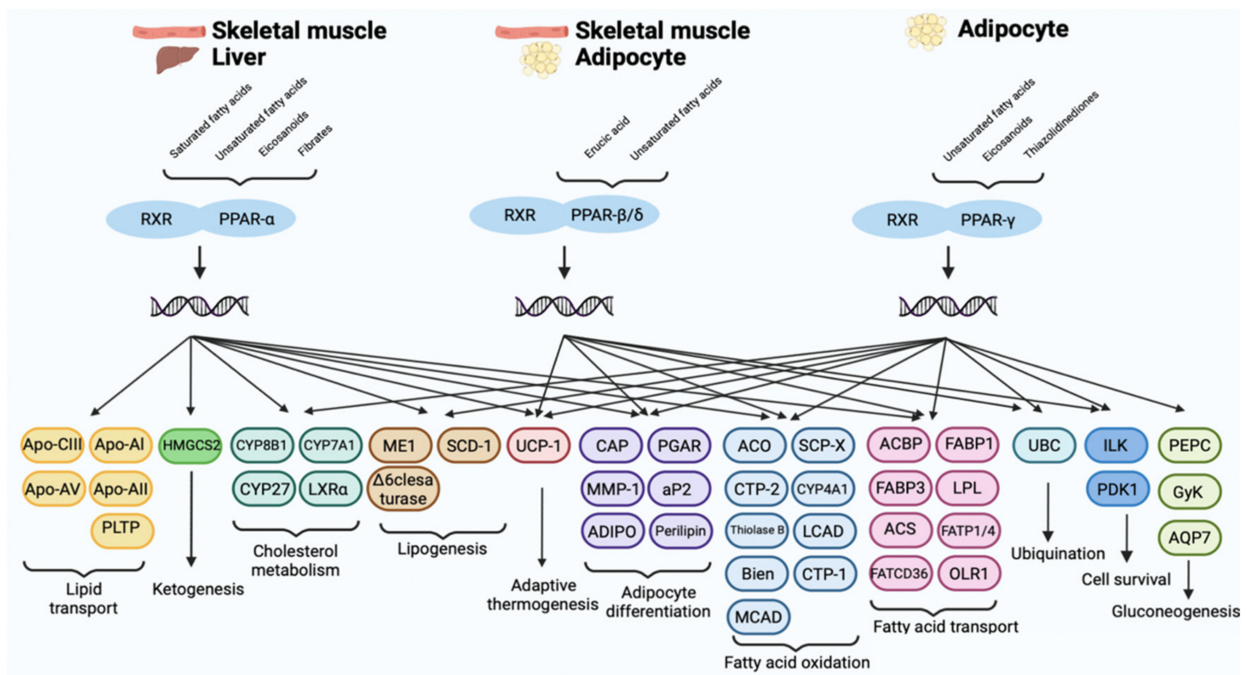 Skeletal muscle
Liver
Skeletal muscle
Adipocyte
Adipocyte
Saturated fatty acids
Unsaturated fatty acids
Eicosanoids
Fibrates
Erucic acid
Unsaturated fatty acids
Unsaturated fatty acids
Eicosanoids
Thiazolidinediones
RXR PPAR-α
RXR PPAR-β/δ
RXR PPAR-γ
Apo-CIII Apo-AI
Apo-AV Apo-AII
PLTP
Lipid
transport
HMGCS2
Ketogenesis
CYP8B1 CYP7A1
CYP27 LXRα
Cholesterol
metabolism
ME1 SCD-1
Δ6clesa
turase
Lipogenesis
UCP-1
Adaptive
thermogenesis
CAP PGAR
MMP-1 aP2
ADIPO Perilipin
Adipocyte
differentiation
ACO SCP-X
CTP-2 CYP4A1
Thiolase B LCAD
Bien CTP-1
MCAD
Fatty acid oxidation
ACBP FABP1
FABP3 LPL
ACS FATP1/4
FATCD36 OLR1
Fatty acid transport
UBC
Ubiquination
ILK
PDK1
Cell survival
PEPC
GyK
AQP7
Gluconeogenesis